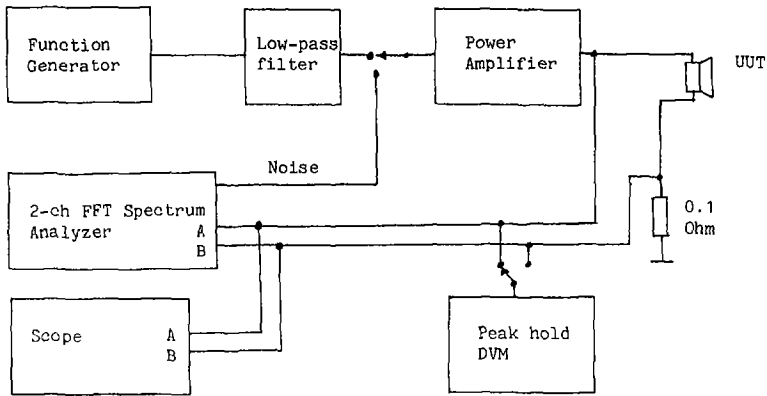 Function
Generator
Low-pass
filter
Power
Amplifier
UUT
Noise
2-ch FFT Spectrum
Analyzer
A
B
0.1
Ohm
Scope
A
B
Peak hold
DVM